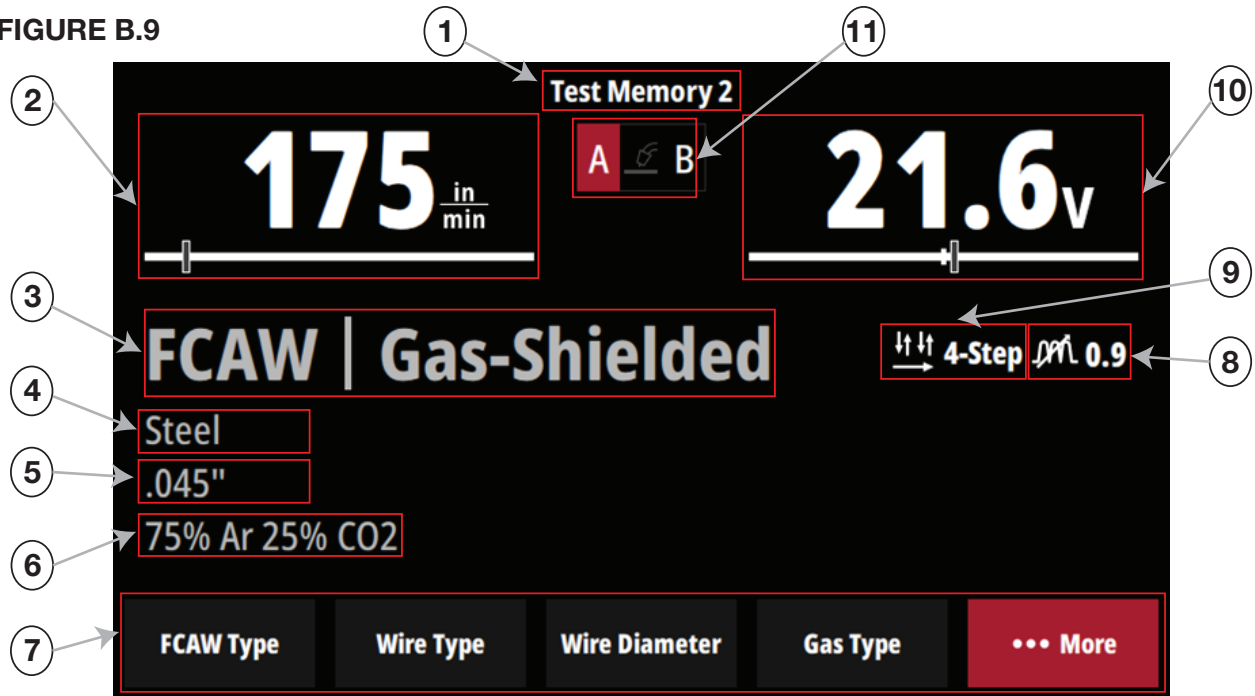 FIGURE B.9
1
11
2
10
Test Memory 2
175 in/min
A B
21.6 V
9
3
FCAW | Gas-Shielded
4-Step 0.9
8
4
Steel
5
.045"
6
75% Ar 25% CO2
7
FCAW Type Wire Type Wire Diameter Gas Type ••• More